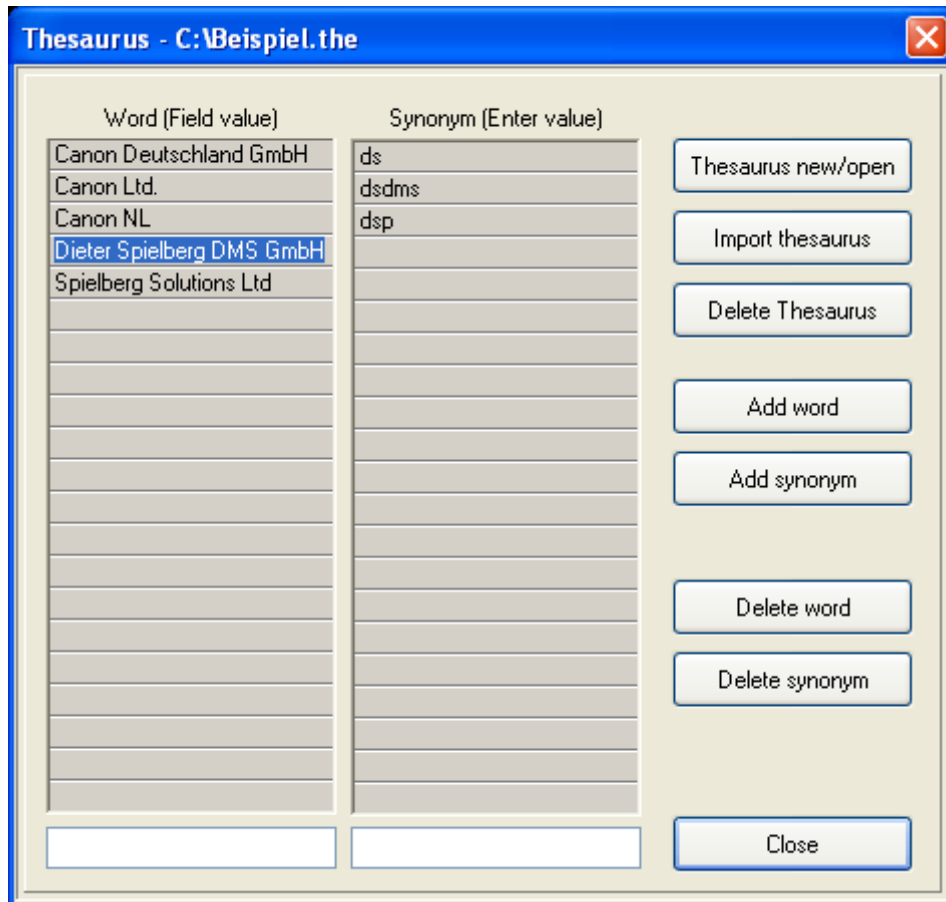 Thesaurus - C:\Beispiel.the
Word (Field value)
Synonym (Enter value)
Canon Deutschland GmbH
Canon Ltd.
Canon NL
Dieter Spielberg DMS GmbH
Spielberg Solutions Ltd
ds
dsdms
dsp
Thesaurus new/open
Import thesaurus
Delete Thesaurus
Add word
Add synonym
Delete word
Delete synonym
Close